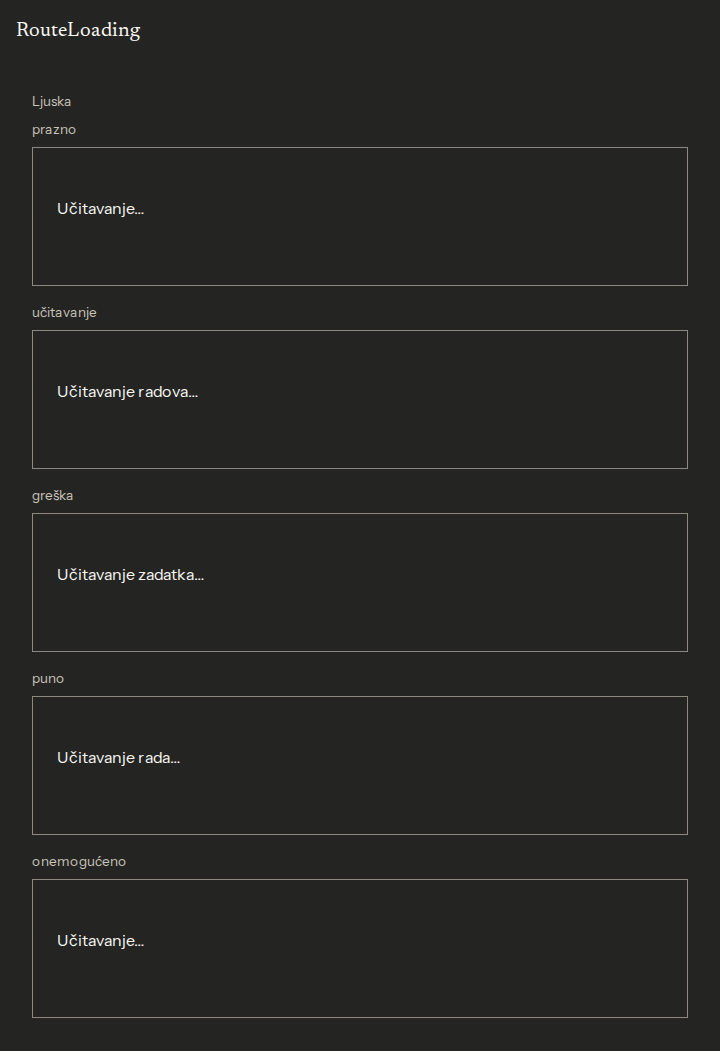 RouteLoading
Ljuska
prazno
Učitavanje…
učitavanje
Učitavanje radova…
greška
Učitavanje zadatka…
puno
Učitavanje rada…
onemogućeno
Učitavanje…